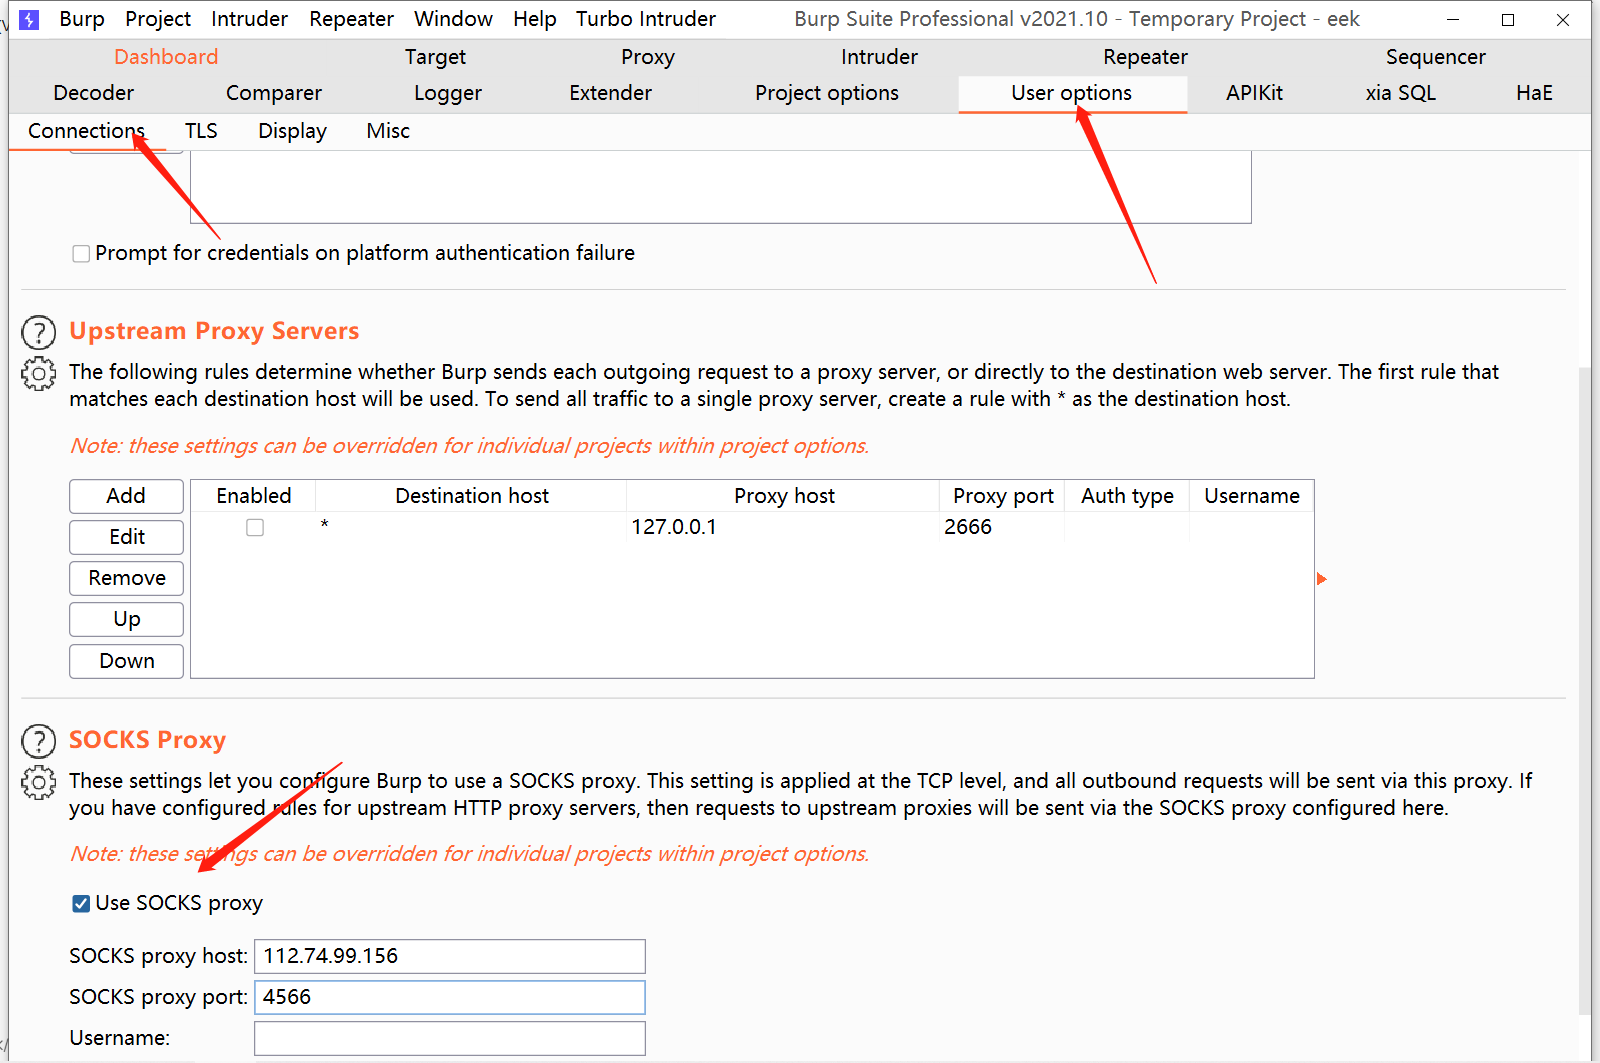 Burp Project Intruder Repeater Window Help Turbo Intruder Burp Suite Professional v2021.10 - Temporary Project - eek
Dashboard Target Proxy Intruder Repeater Sequencer
Decoder Comparer Logger Extender Project options User options APIKit xia SQL HaE
Connections TLS Display Misc
Prompt for credentials on platform authentication failure
Upstream Proxy Servers
The following rules determine whether Burp sends each outgoing request to a proxy server, or directly to the destination web server. The first rule that
matches each destination host will be used. To send all traffic to a single proxy server, create a rule with * as the destination host.
Note: these settings can be overridden for individual projects within project options.
Add
Edit
Remove
Up
Down
Enabled Destination host Proxy host Proxy port Auth type Username
* 127.0.0.1 2666
SOCKS Proxy
These settings let you configure Burp to use a SOCKS proxy. This setting is applied at the TCP level, and all outbound requests will be sent via this proxy. If
you have configured rules for upstream HTTP proxy servers, then requests to upstream proxies will be sent via the SOCKS proxy configured here.
Note: these settings can be overridden for individual projects within project options.
Use SOCKS proxy
SOCKS proxy host: 112.74.99.156
SOCKS proxy port: 4566
Username: